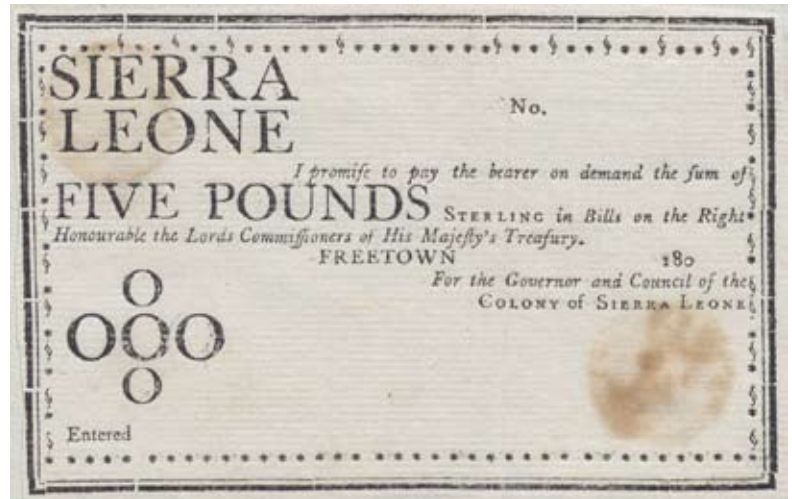 SIERRA
LEONE
No.
I promiſe to pay the bearer on demand the ſum of
FIVE POUNDS STERLING in Bills on the Right
Honourable the Lords Commiſſioners of His Majeſty's Treaſury.
FREETOWN 180
For the Governor and Council of the
COLONY of SIERRA LEONE
O
OOO
O
Entered